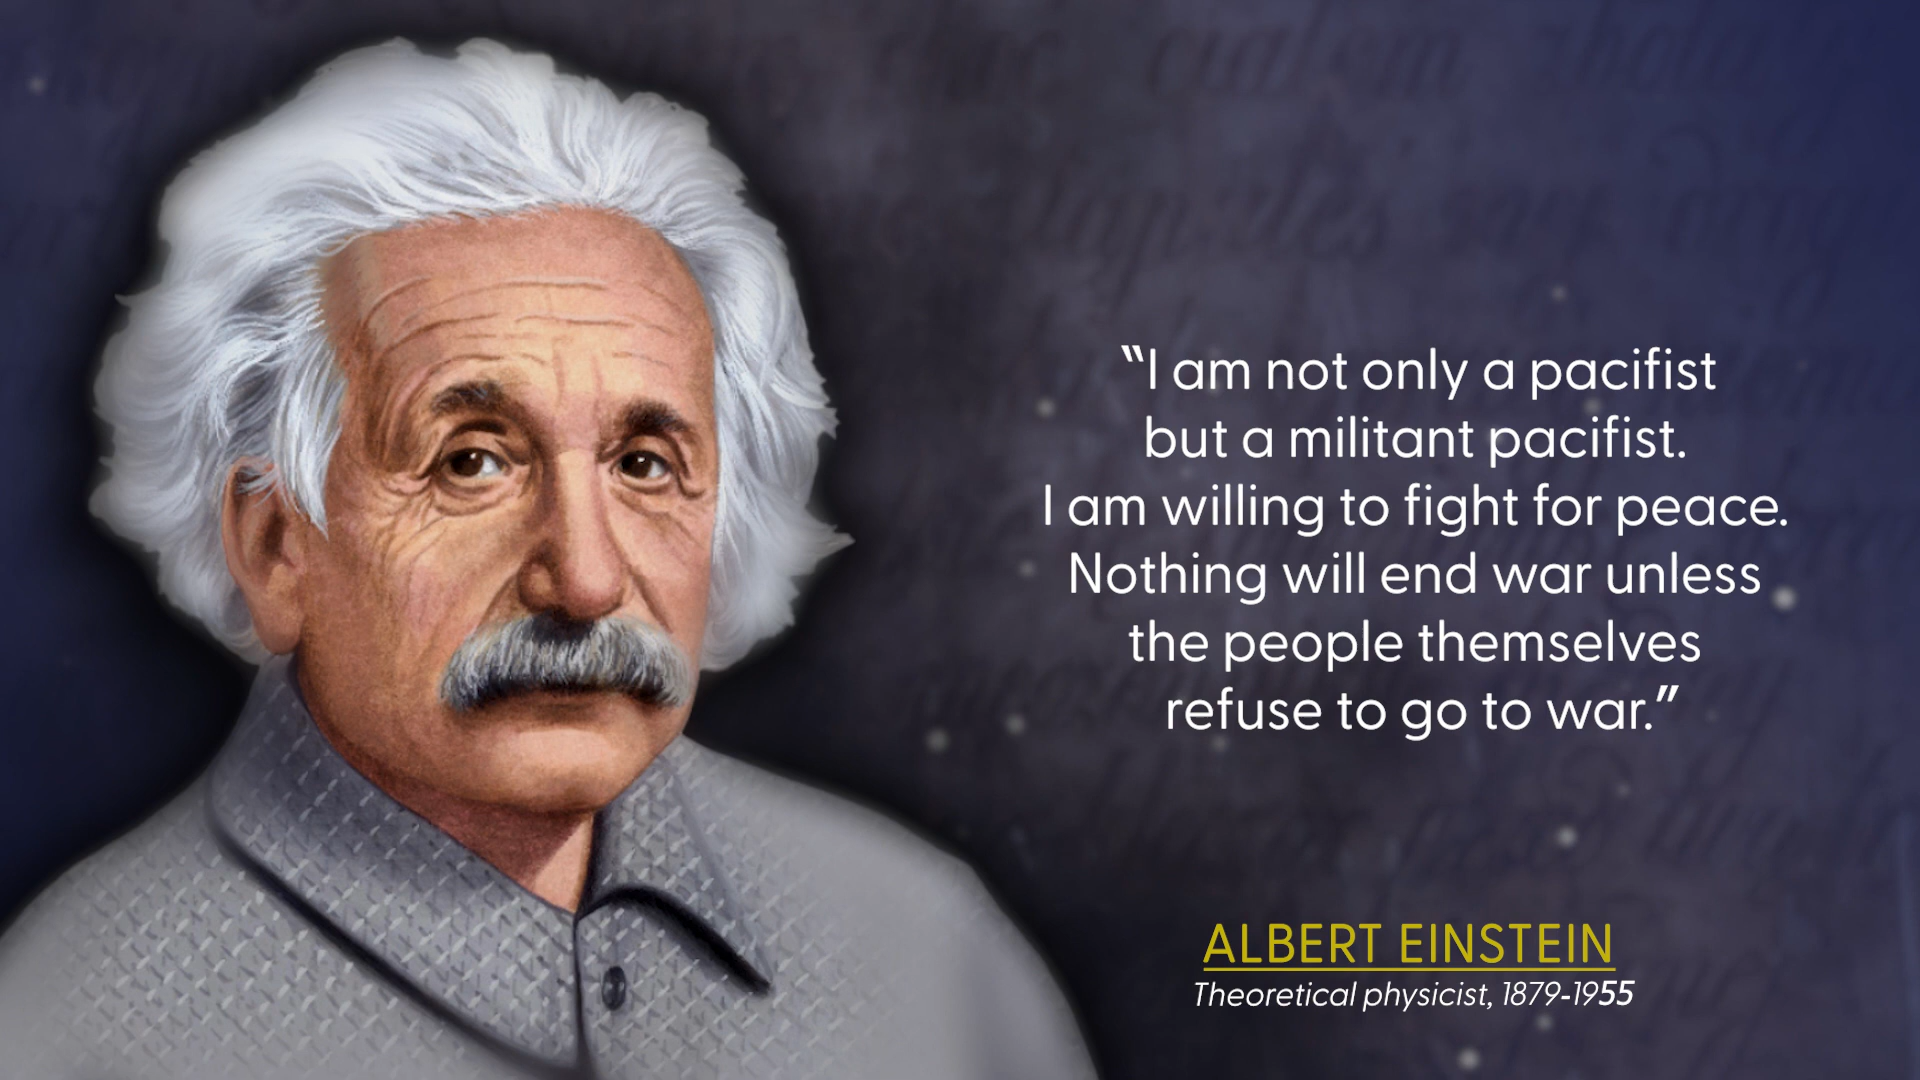 “I am not only a pacifist
but a militant pacifist.
I am willing to fight for peace.
Nothing will end war unless
the people themselves
refuse to go to war.”
ALBERT EINSTEIN
Theoretical physicist, 1879-1955